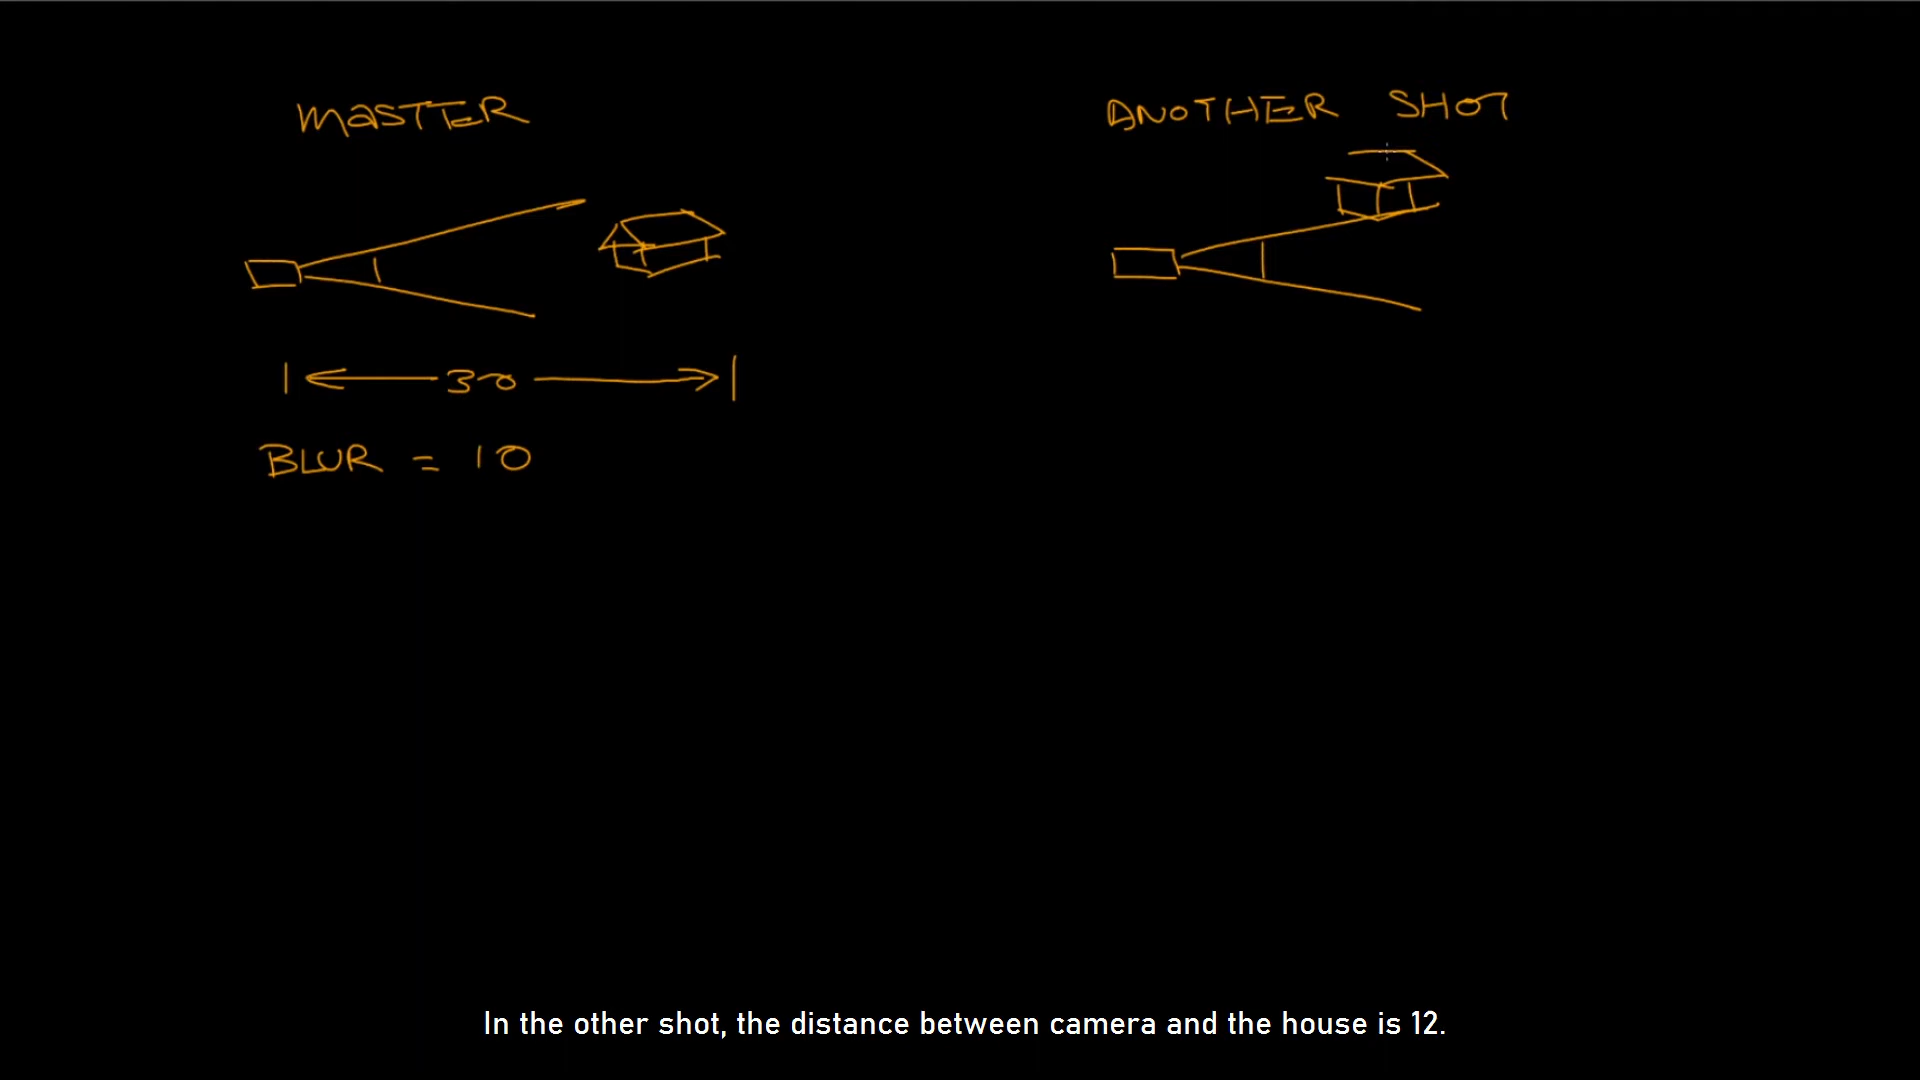 MASTER
ANOTHER SHOT
30
BLUR = 10
In the other shot, the distance between camera and the house is 12.